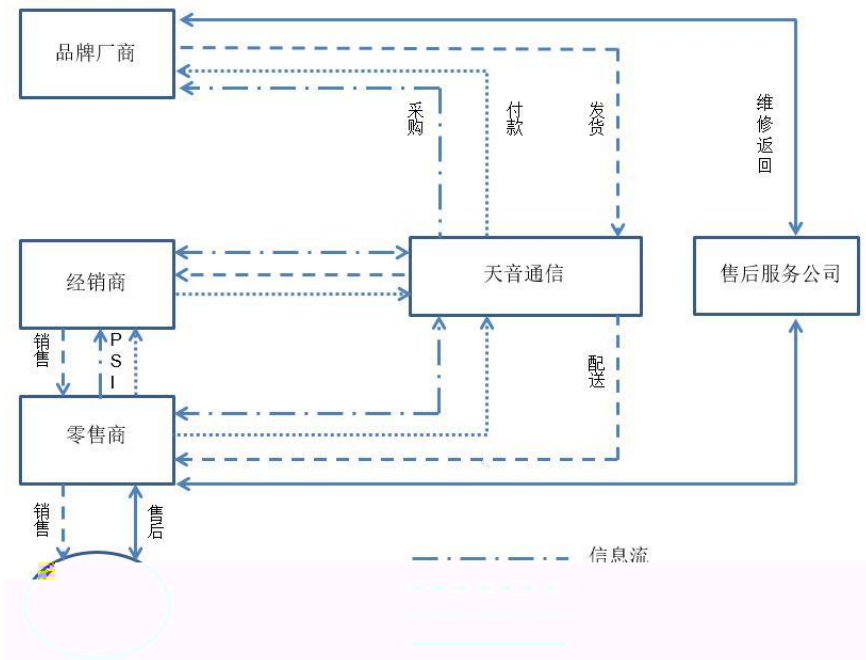 品牌厂商
采购
付款
发货
维修返回
经销商
天音通信
售后服务公司
销售
PSI
配送
零售商
销售
售后
信息流